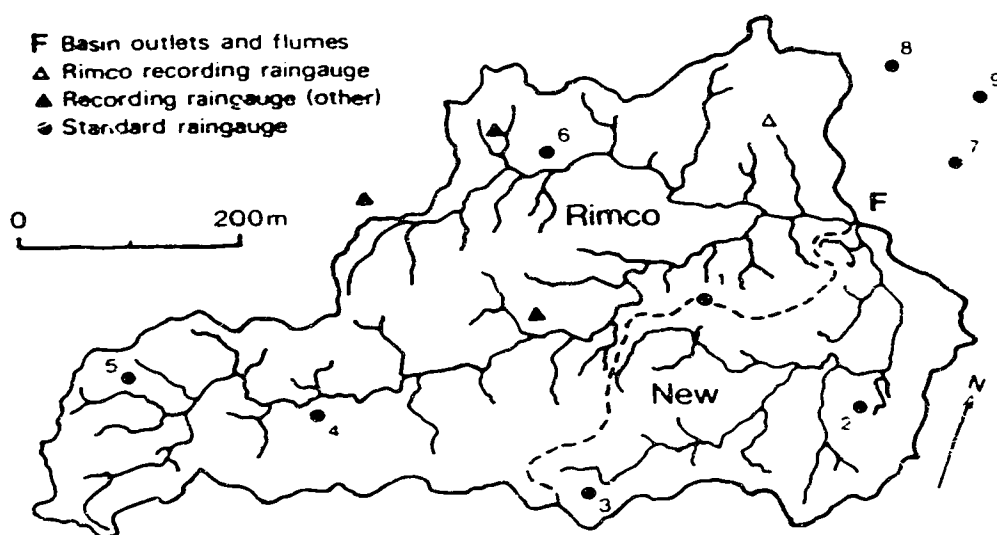 F Basin outlets and flumes
Rimco recording raingauge
Recording raingauge (other)
Standard raingauge
0 200m
8
9
7
6
F
Rimco
1
5
New
N
2
4
3